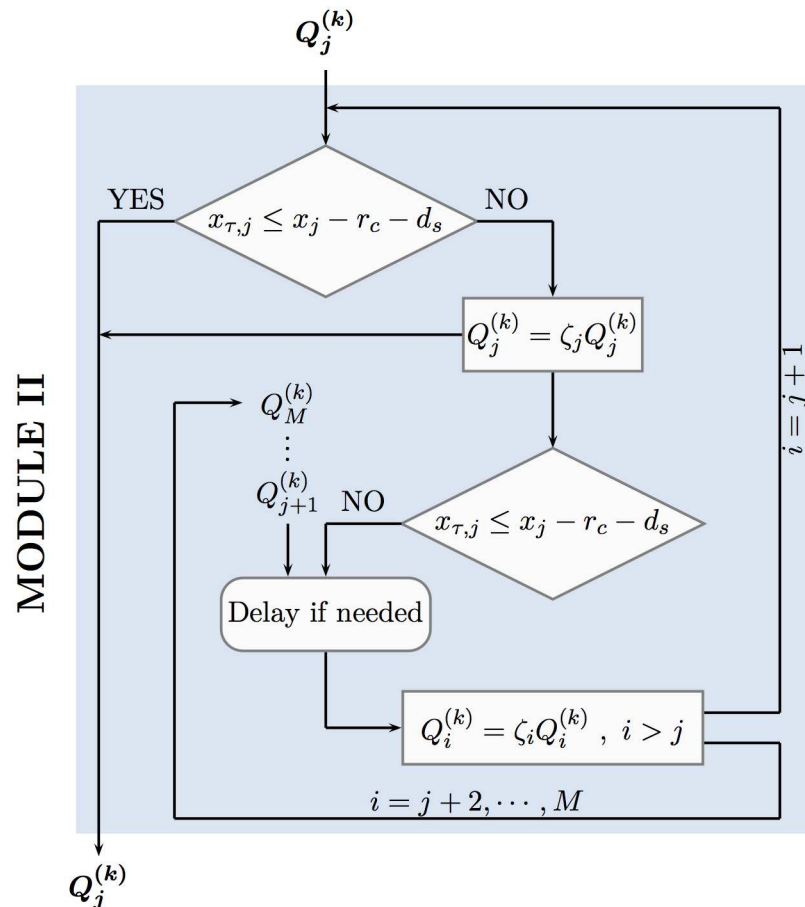 Q_j^{(k)}
YES
NO
x_{τ,j} ≤ x_j − r_c − d_s
Q_j^{(k)} = ζ_j Q_j^{(k)}
i = j + 1
MODULE II
Q_M^{(k)}
⋮
Q_{j+1}^{(k)}
NO
x_{τ,j} ≤ x_j − r_c − d_s
Delay if needed
Q_i^{(k)} = ζ_i Q_i^{(k)} , i > j
i = j + 2, ⋯ , M
Q_j^{(k)}